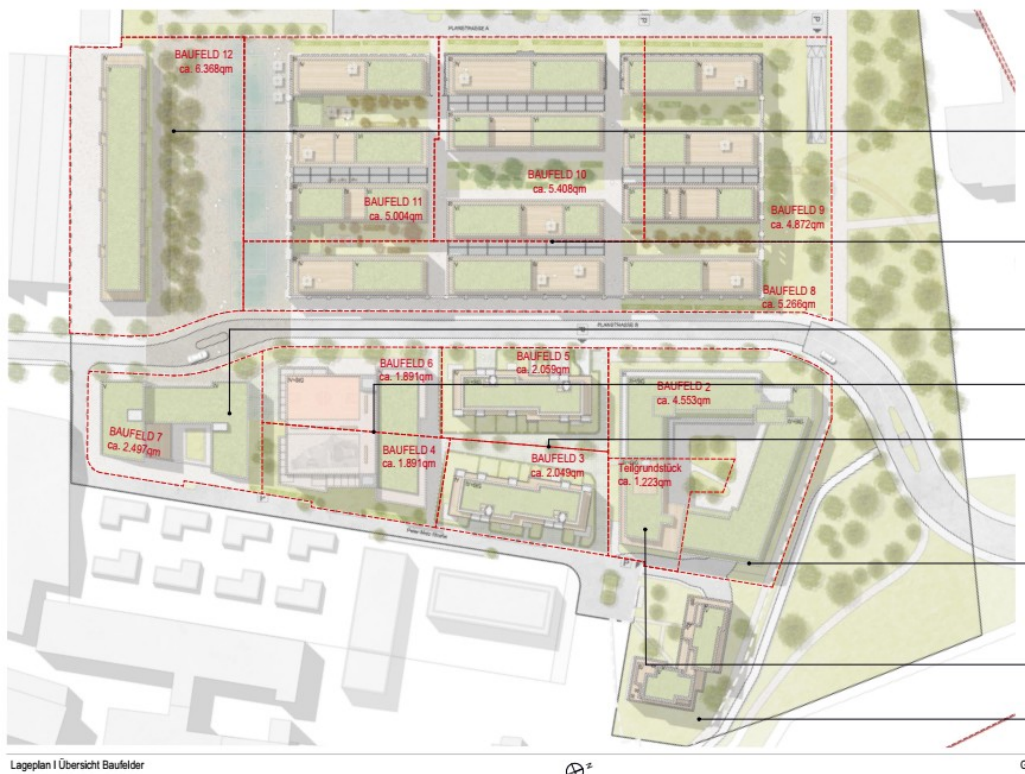 PLANSTRASSE A
BAUFELD 12
ca. 6.368qm
BAUFELD 10
ca. 5.408qm
BAUFELD 11
ca. 5.004qm
BAUFELD 9
ca. 4.872qm
BAUFELD 8
ca. 5.266qm
PLANSTRASSE B
BAUFELD 6
ca. 1.891qm
BAUFELD 5
ca. 2.059qm
BAUFELD 2
ca. 4.553qm
BAUFELD 7
ca. 2.497qm
BAUFELD 4
ca. 1.891qm
BAUFELD 3
ca. 2.049qm
Teilgrundstück
ca. 1.223qm
Lageplan I Übersicht Baufelder
z
G